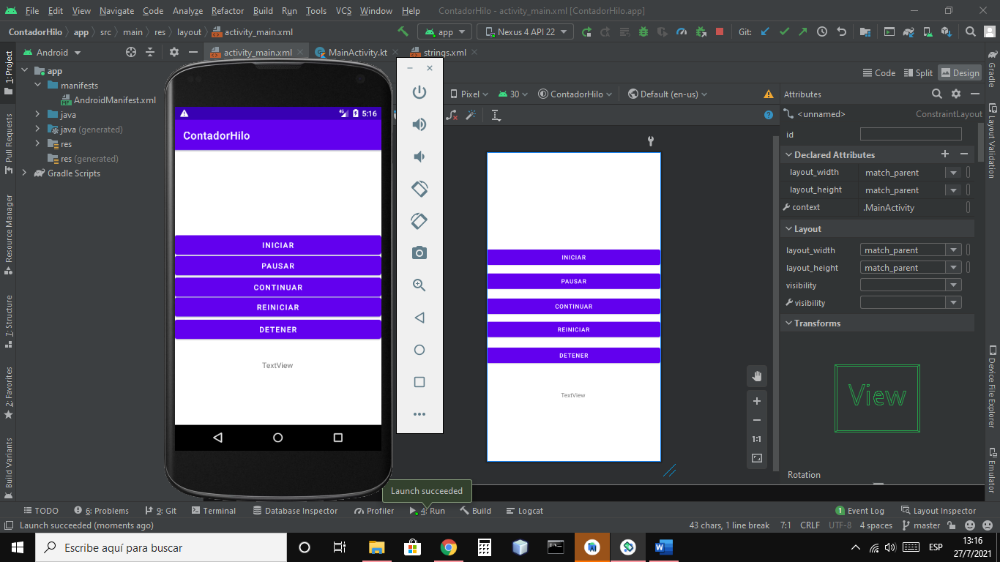 File Edit View Navigate Code Analyze Refactor Build Run Tools VCS Window Help ContadorHilo - activity_main.xml [ContadorHilo.app]
ContadorHilo app src main res layout activity_main.xml app Nexus 4 API 22 Git:
Android activity_main.xml MainActivity.kt strings.xml
1: Project
Pull Requests
Resource Manager
7: Structure
2: Favorites
Build Variants
app
manifests
AndroidManifest.xml
java
java (generated)
res
res (generated)
Gradle Scripts
5:16
ContadorHilo
INICIAR
PAUSAR
CONTINUAR
REINICIAR
DETENER
TextView
Code Split Design
Pixel 30 ContadorHilo Default (en-us)
INICIAR
PAUSAR
CONTINUAR
REINICIAR
DETENER
TextView
1:1
Attributes
<unnamed> ConstraintLayout
id
Declared Attributes
layout_width match_parent
layout_height match_parent
context .MainActivity
Layout
layout_width match_parent
layout_height match_parent
visibility
visibility
Transforms
View
Rotation
Gradle
Layout Validation
Device File Explorer
Emulator
Launch succeeded
TODO 6: Problems 9: Git Terminal Database Inspector Profiler 4: Run Build Logcat 1 Event Log Layout Inspector
Launch succeeded (moments ago) 43 chars, 1 line break 7:1 CRLF UTF-8 4 spaces master
Escribe aquí para buscar
ESP
13:16
27/7/2021